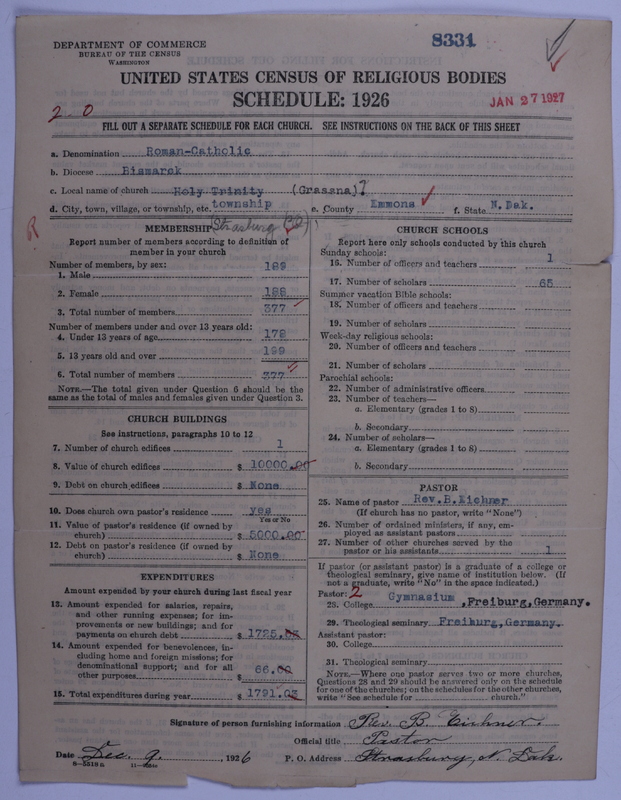 DEPARTMENT OF COMMERCE
BUREAU OF THE CENSUS
WASHINGTON
8331
UNITED STATES CENSUS OF RELIGIOUS BODIES
SCHEDULE: 1926
JAN 27 1927
2.0
FILL OUT A SEPARATE SCHEDULE FOR EACH CHURCH. SEE INSTRUCTIONS ON THE BACK OF THIS SHEET
a. Denomination Roman-Catholic
b. Diocese Bismarck
c. Local name of church Holy Trinity (Grassna)
d. City, town, village, or township, etc. township e. County Emmons f. State N.Dak.
R
Strasburg
MEMBERSHIP
Report number of members according to definition of
member in your church
Number of members, by sex:
1. Male 189
2. Female 188
3. Total number of members 377
Number of members under and over 13 years old:
4. Under 13 years of age 178
5. 13 years old and over 199
6. Total number of members 377
NOTE.—The total given under Question 6 should be the
same as the total of males and females given under Question 3.
CHURCH BUILDINGS
See instructions, paragraphs 10 to 12
7. Number of church edifices 1
8. Value of church edifices $ 10000.00
9. Debt on church edifices $ None
10. Does church own pastor's residence yes
Yes or No
11. Value of pastor's residence (if owned by
church) $ 5000.00
12. Debt on pastor's residence (if owned by
church) $ None
EXPENDITURES
Amount expended by your church during last fiscal year
13. Amount expended for salaries, repairs,
and other running expenses; for im-
provements or new buildings; and for
payments on church debt $ 1725.03
14. Amount expended for benevolences, in-
cluding home and foreign missions; for
denominational support; and for all
other purposes $ 66.00
15. Total expenditures during year $ 1791.03
CHURCH SCHOOLS
Report here only schools conducted by this church
Sunday schools:
16. Number of officers and teachers 1
17. Number of scholars 65
Summer vacation Bible schools:
18. Number of officers and teachers
19. Number of scholars
Week-day religious schools:
20. Number of officers and teachers
21. Number of scholars
Parochial schools:
22. Number of administrative officers
23. Number of teachers—
a. Elementary (grades 1 to 8)
b. Secondary
24. Number of scholars—
a. Elementary (grades 1 to 8)
b. Secondary
PASTOR
25. Name of pastor Rev.B.Eichner
(If church has no pastor, write "None")
26. Number of ordained ministers, if any, em-
ployed as assistant pastors
27. Number of other churches served by the
pastor or his assistants 1
If pastor (or assistant pastor) is a graduate of a college or
theological seminary, give name of institution below. (If
not a graduate, write "No" in the space indicated.)
Pastor: 2
28. College Gymnasium ,Freiburg,Germany.
29. Theological seminary Freiburg,Germany.
Assistant pastor:
30. College
31. Theological seminary
NOTE.—Where one pastor serves two or more churches,
Questions 28 and 29 should be answered only on the schedule
for one of the churches; on the schedules for the other churches,
write "See schedule for church."
Signature of person furnishing information Rev. B. Eichner.
Official title Pastor
Date Dec. 9., 1926 P. O. Address Strasburg, N. Dak.
8—5518a